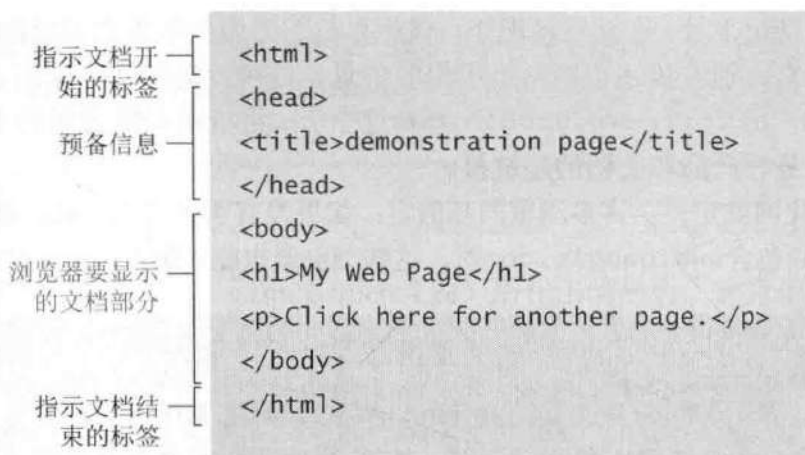 指示文档开
始的标签
<html>
预备信息
<head>
<title>demonstration page</title>
</head>
浏览器要显示
的文档部分
<body>
<h1>My Web Page</h1>
<p>Click here for another page.</p>
</body>
指示文档结
束的标签
</html>